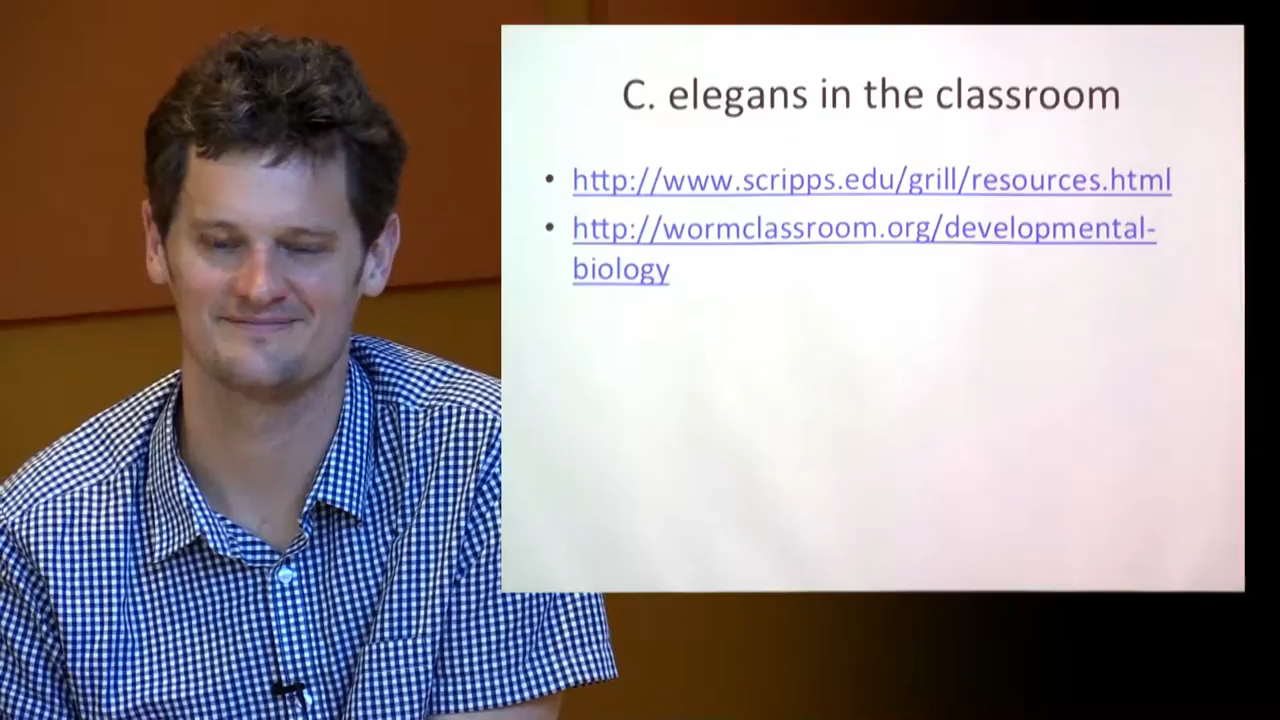 C. elegans in the classroom
• http://www.scripps.edu/grill/resources.html
• http://wormclassroom.org/developmental-
biology